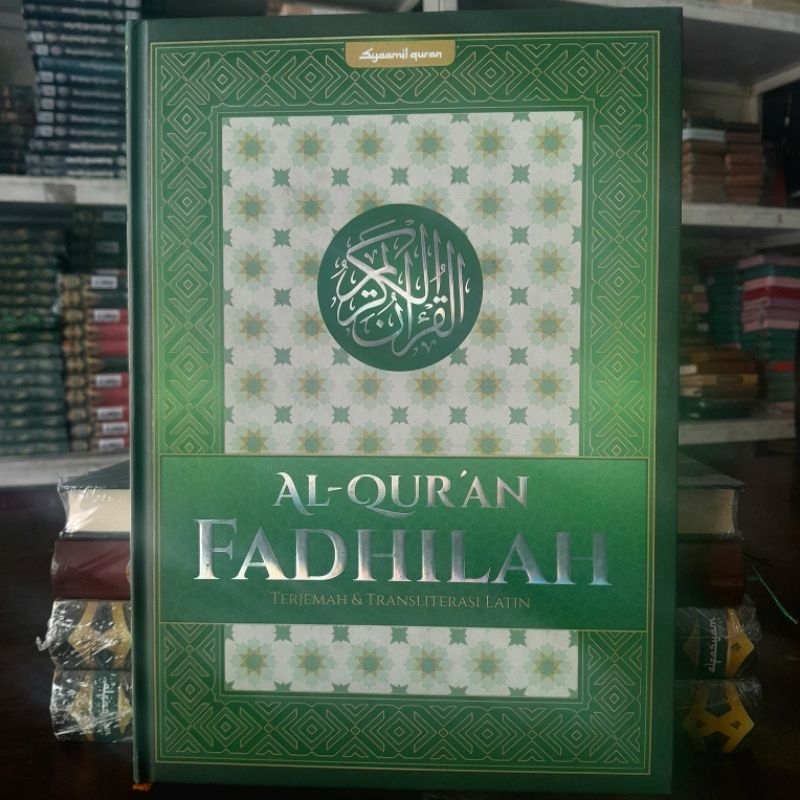 Syaamil quran
القرآن الكريم
AL-QUR'AN
FADHILAH
TERJEMAH & TRANSLITERASI LATIN